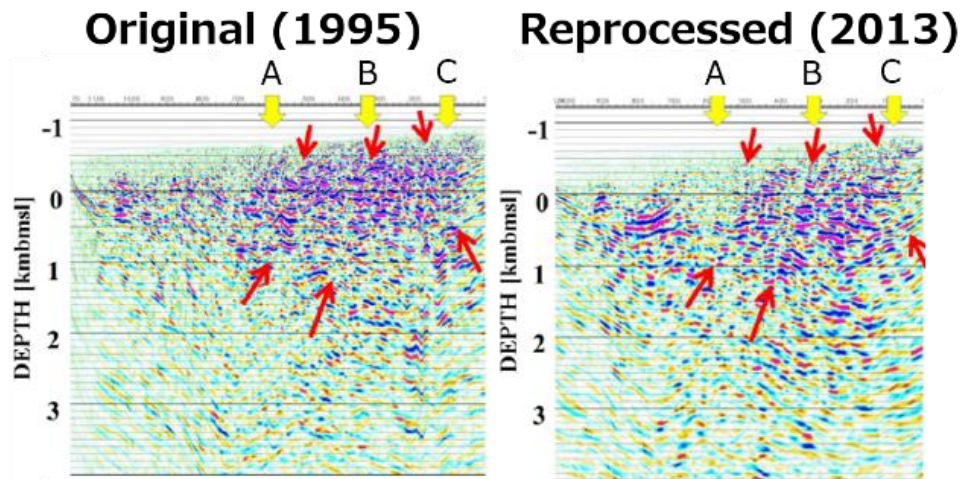 Original (1995)
A B C
-1
0
1
2
3
DEPTH [kmbmsl]
Reprocessed (2013)
A B C
-1
0
1
2
3
DEPTH [kmbmsl]